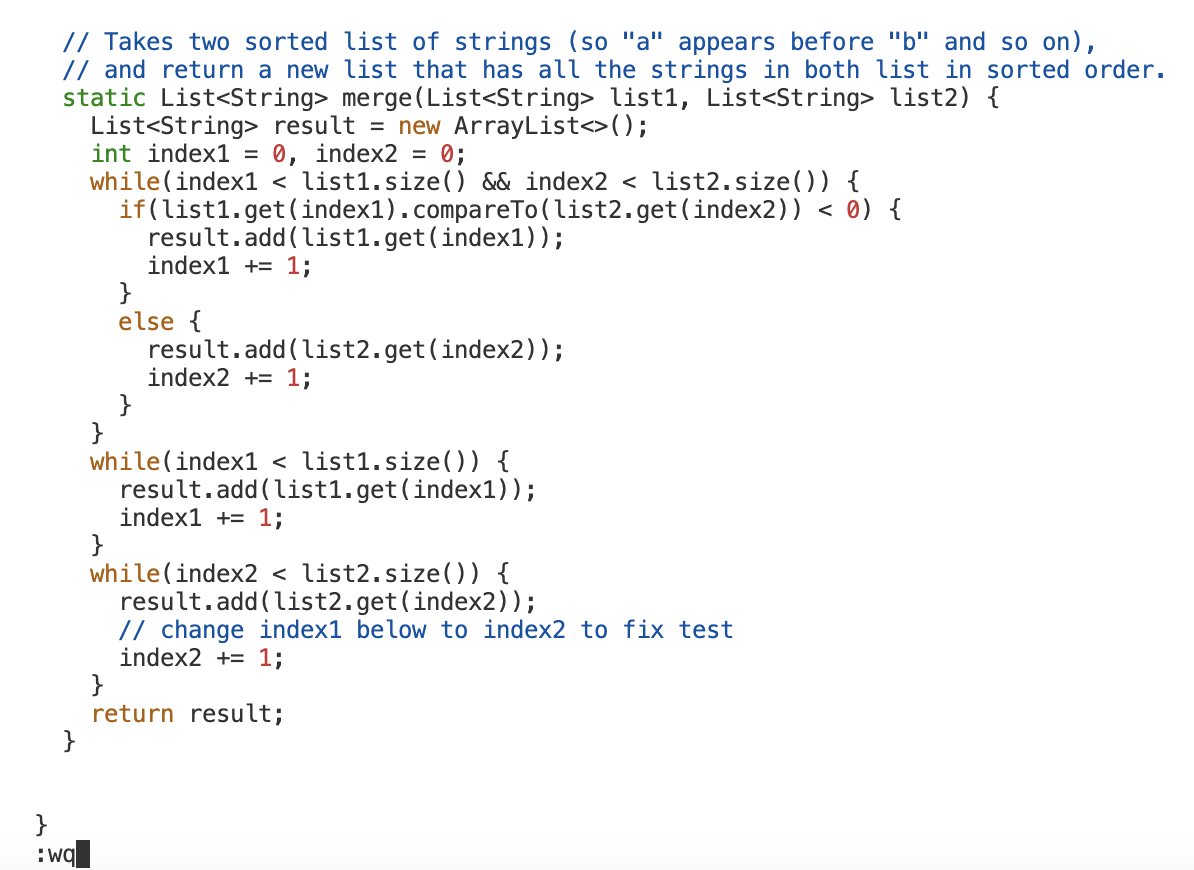 // Takes two sorted list of strings (so "a" appears before "b" and so on),
// and return a new list that has all the strings in both list in sorted order.
static List<String> merge(List<String> list1, List<String> list2) {
List<String> result = new ArrayList<>();
int index1 = 0, index2 = 0;
while(index1 < list1.size() && index2 < list2.size()) {
if(list1.get(index1).compareTo(list2.get(index2)) < 0) {
result.add(list1.get(index1));
index1 += 1;
}
else {
result.add(list2.get(index2));
index2 += 1;
}
}
while(index1 < list1.size()) {
result.add(list1.get(index1));
index1 += 1;
}
while(index2 < list2.size()) {
result.add(list2.get(index2));
// change index1 below to index2 to fix test
index2 += 1;
}
return result;
}
}
:wq